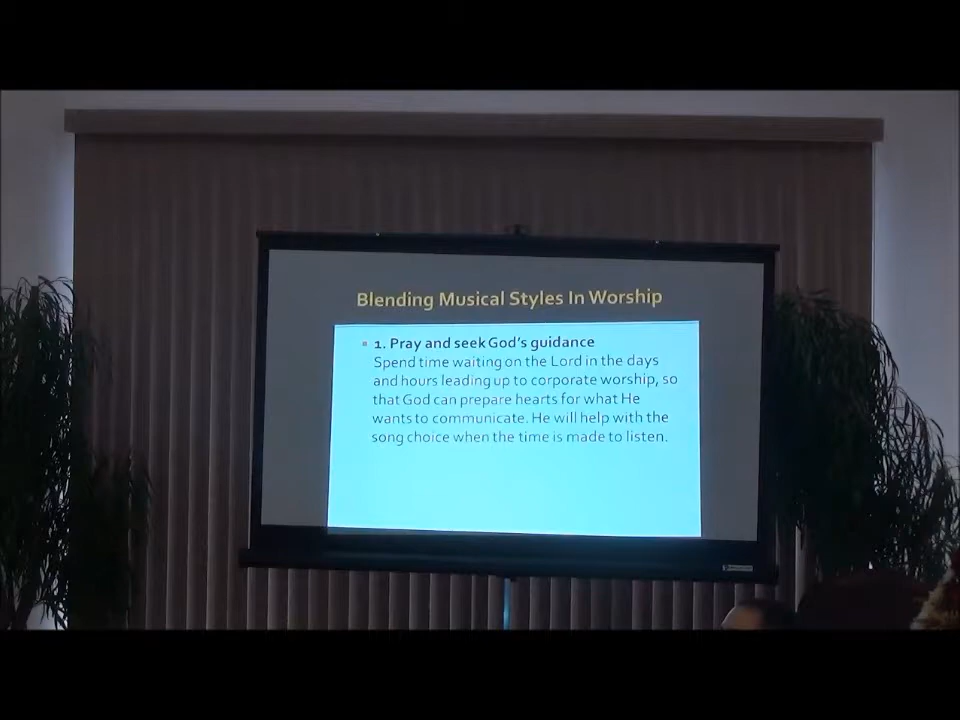 Blending Musical Styles In Worship
1. Pray and seek God's guidance
Spend time waiting on the Lord in the days
and hours leading up to corporate worship, so
that God can prepare hearts for what He
wants to communicate. He will help with the
song choice when the time is made to listen.